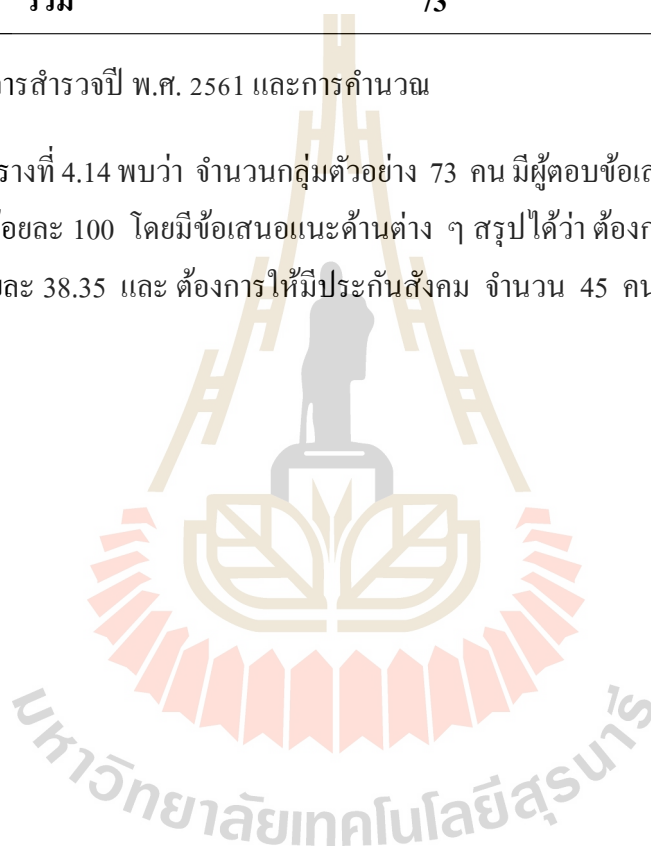 รวม 73
ารสำรวจปี พ.ศ. 2561 และการคำนวณ
รางที่ 4.14 พบว่า จำนวนกลุ่มตัวอย่าง 73 คน มีผู้ตอบข้อเส
อยละ 100 โดยมีข้อเสนอแนะด้านต่าง ๆ สรุปได้ว่า ต้องก
ละ 38.35 และ ต้องการให้มีประกันสังคม จำนวน 45 คน
มหาวิทยาลัยเทคโนโลยีสุรนารี